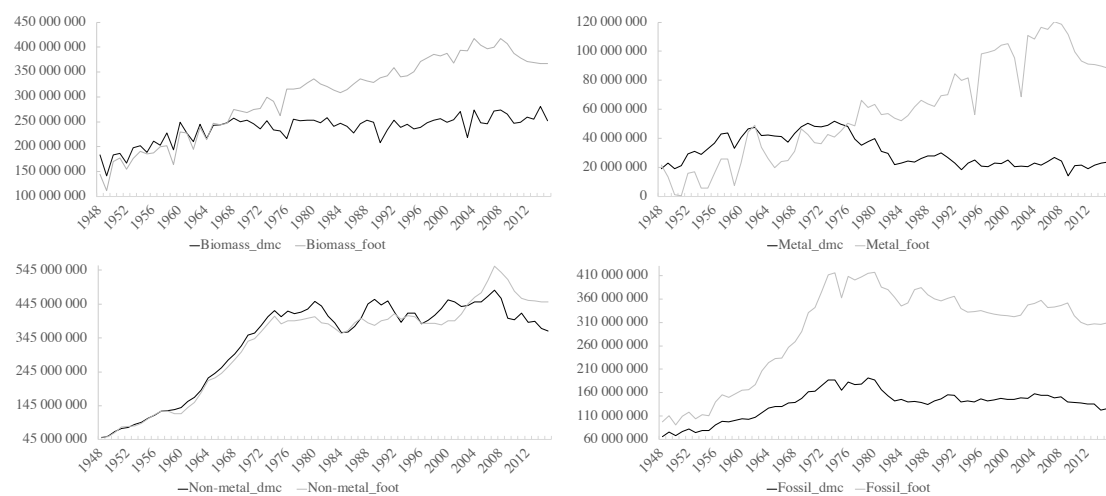 450 000 000
400 000 000
350 000 000
300 000 000
250 000 000
200 000 000
150 000 000
100 000 000
1948 1952 1956 1960 1964 1968 1972 1976 1980 1984 1988 1992 1996 2000 2004 2008 2012
Biomass_dmc Biomass_foot
120 000 000
100 000 000
80 000 000
60 000 000
40 000 000
20 000 000
0
1948 1952 1956 1960 1964 1968 1972 1976 1980 1984 1988 1992 1996 2000 2004 2008 2012
Metal_dmc Metal_foot
545 000 000
445 000 000
345 000 000
245 000 000
145 000 000
45 000 000
1948 1952 1956 1960 1964 1968 1972 1976 1980 1984 1988 1992 1996 2000 2004 2008 2012
Non-metal_dmc Non-metal_foot
410 000 000
360 000 000
310 000 000
260 000 000
210 000 000
160 000 000
110 000 000
60 000 000
1948 1952 1956 1960 1964 1968 1972 1976 1980 1984 1988 1992 1996 2000 2004 2008 2012
Fossil_dmc Fossil_foot